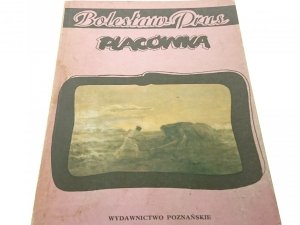 Bolesław Prus
PLACÓWKA
WYDAWNICTWO POZNAŃSKIE